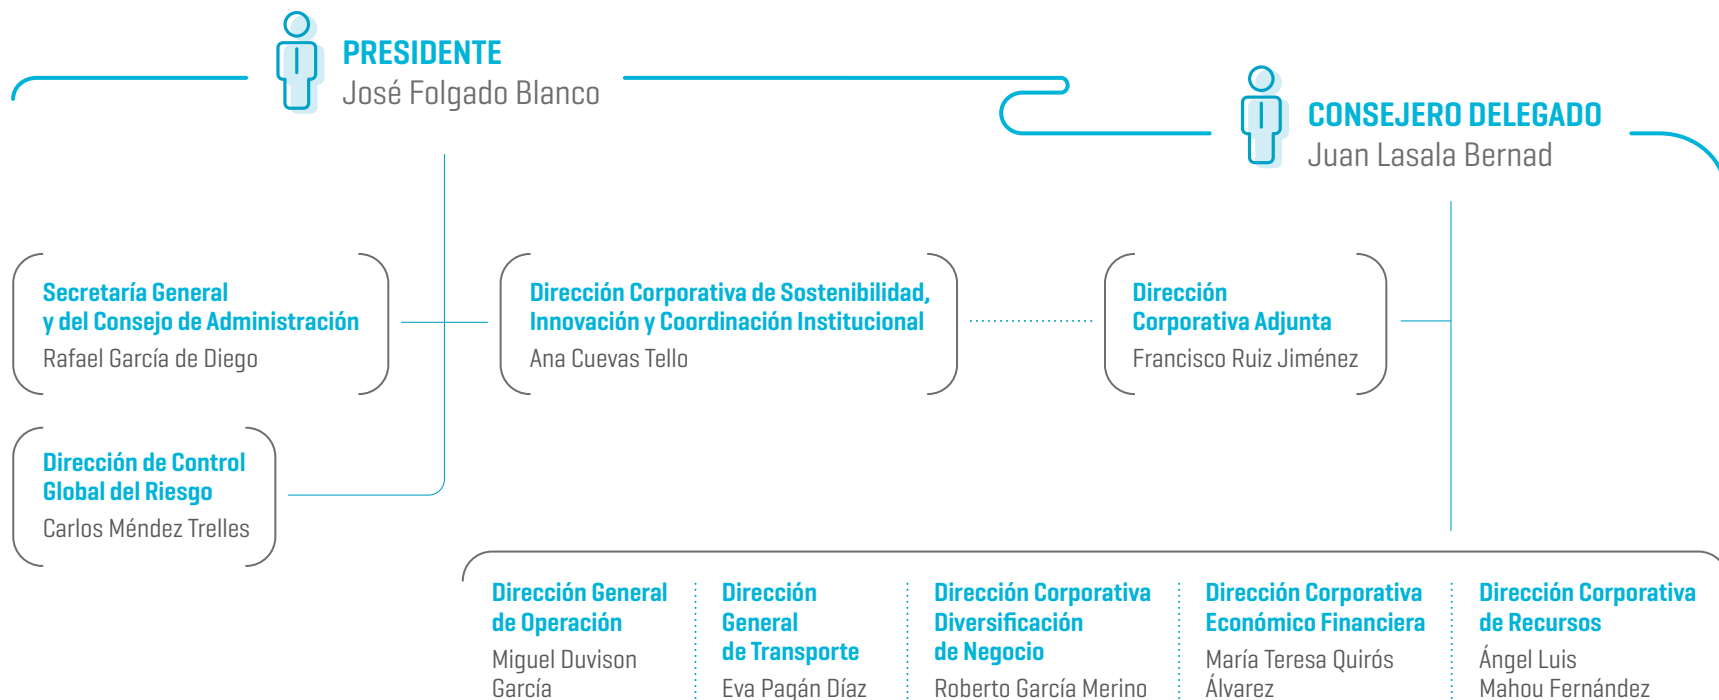 PRESIDENTE
José Folgado Blanco
CONSEJERO DELEGADO
Juan Lasala Bernad
Secretaría General
y del Consejo de Administración
Rafael García de Diego
Dirección Corporativa de Sostenibilidad,
Innovación y Coordinación Institucional
Ana Cuevas Tello
Dirección
Corporativa Adjunta
Francisco Ruiz Jiménez
Dirección de Control
Global del Riesgo
Carlos Méndez Trelles
Dirección General
de Operación
Miguel Duvison
García
Dirección
General
de Transporte
Eva Pagán Díaz
Dirección Corporativa
Diversificación
de Negocio
Roberto García Merino
Dirección Corporativa
Económico Financiera
María Teresa Quirós
Álvarez
Dirección Corporativa
de Recursos
Ángel Luis
Mahou Fernández